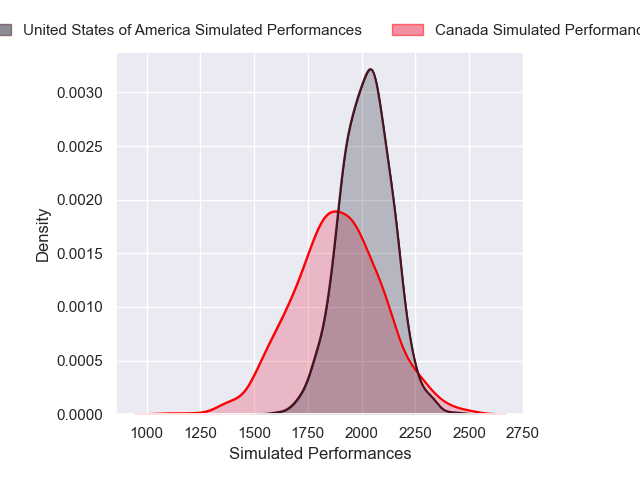 United States of America Simulated Performances
Canada Simulated
0.0030
0.0025
0.0020
0.0015
0.0010
0.0005
0.0000
Density
1000 1250 1500 1750 2000 2250 2500 2750
Simulated Performances